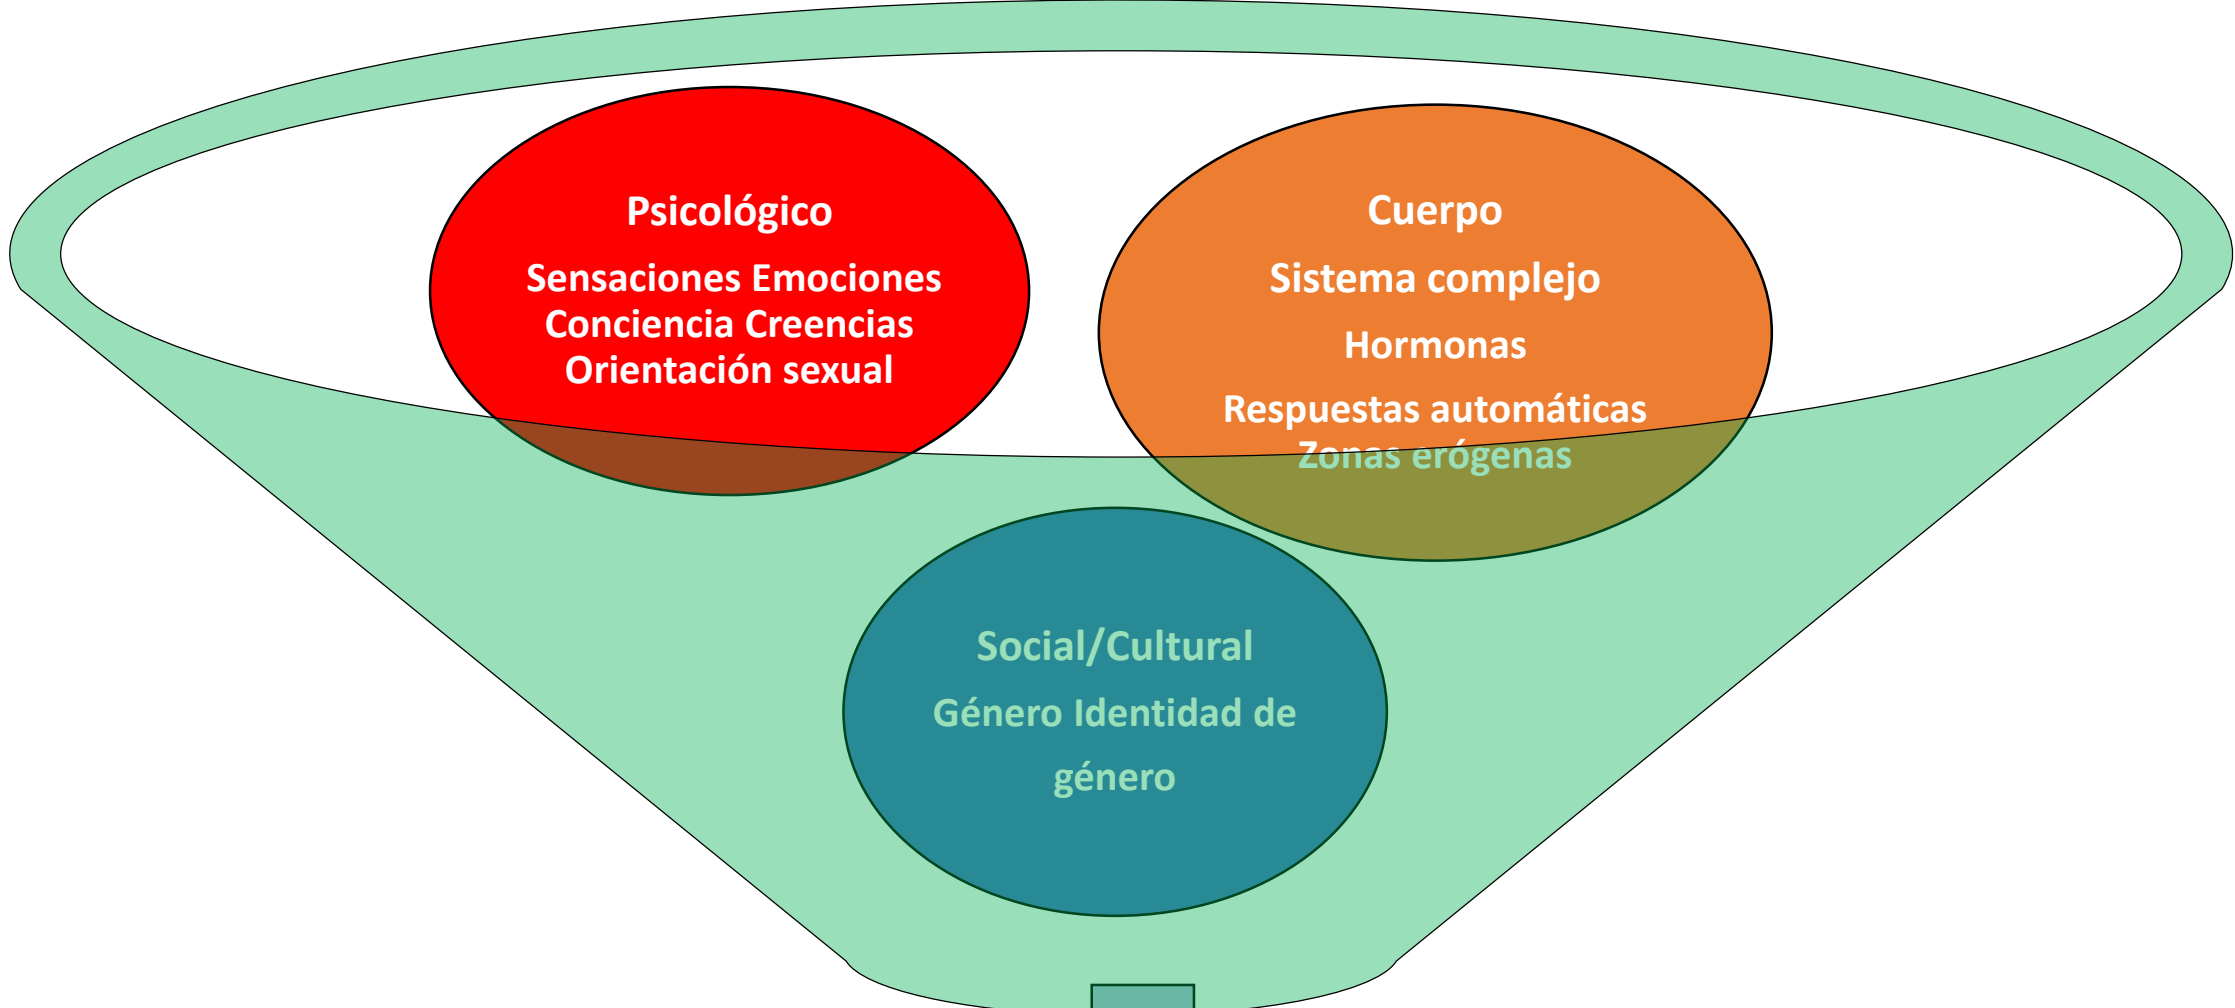 Psicológico
Sensaciones Emociones
Conciencia Creencias
Orientación sexual
Cuerpo
Sistema complejo
Hormonas
Respuestas automáticas
Zonas erógenas
Social/Cultural
Género Identidad de
género